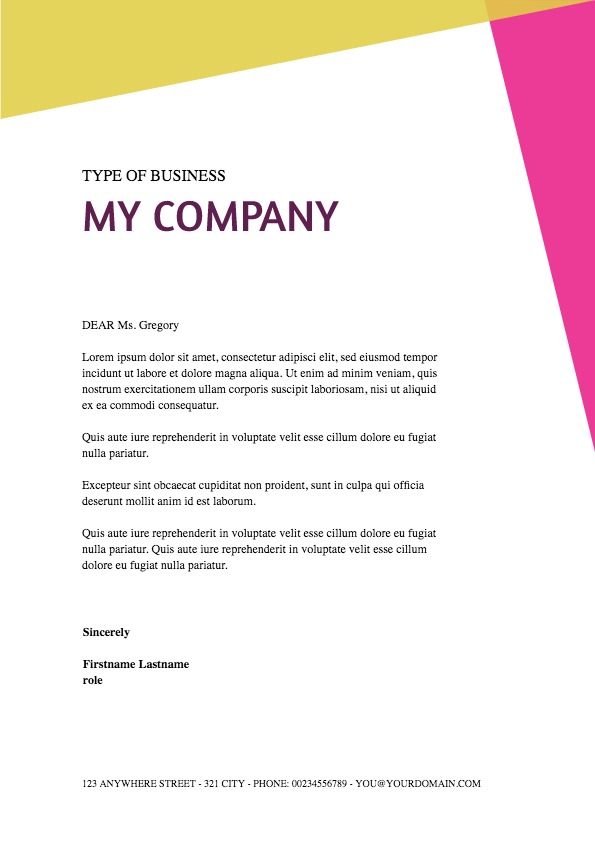 TYPE OF BUSINESS
MY COMPANY
DEAR Ms. Gregory
Lorem ipsum dolor sit amet, consectetur adipisci elit, sed eiusmod tempor
incidunt ut labore et dolore magna aliqua. Ut enim ad minim veniam, quis
nostrum exercitationem ullam corporis suscipit laboriosam, nisi ut aliquid
ex ea commodi consequatur.
Quis aute iure reprehenderit in voluptate velit esse cillum dolore eu fugiat
nulla pariatur.
Excepteur sint obcaecat cupiditat non proident, sunt in culpa qui officia
deserunt mollit anim id est laborum.
Quis aute iure reprehenderit in voluptate velit esse cillum dolore eu fugiat
nulla pariatur. Quis aute iure reprehenderit in voluptate velit esse cillum
dolore eu fugiat nulla pariatur.
Sincerely
Firstname Lastname
role
123 ANYWHERE STREET - 321 CITY - PHONE: 00234556789 - YOU@YOURDOMAIN.COM